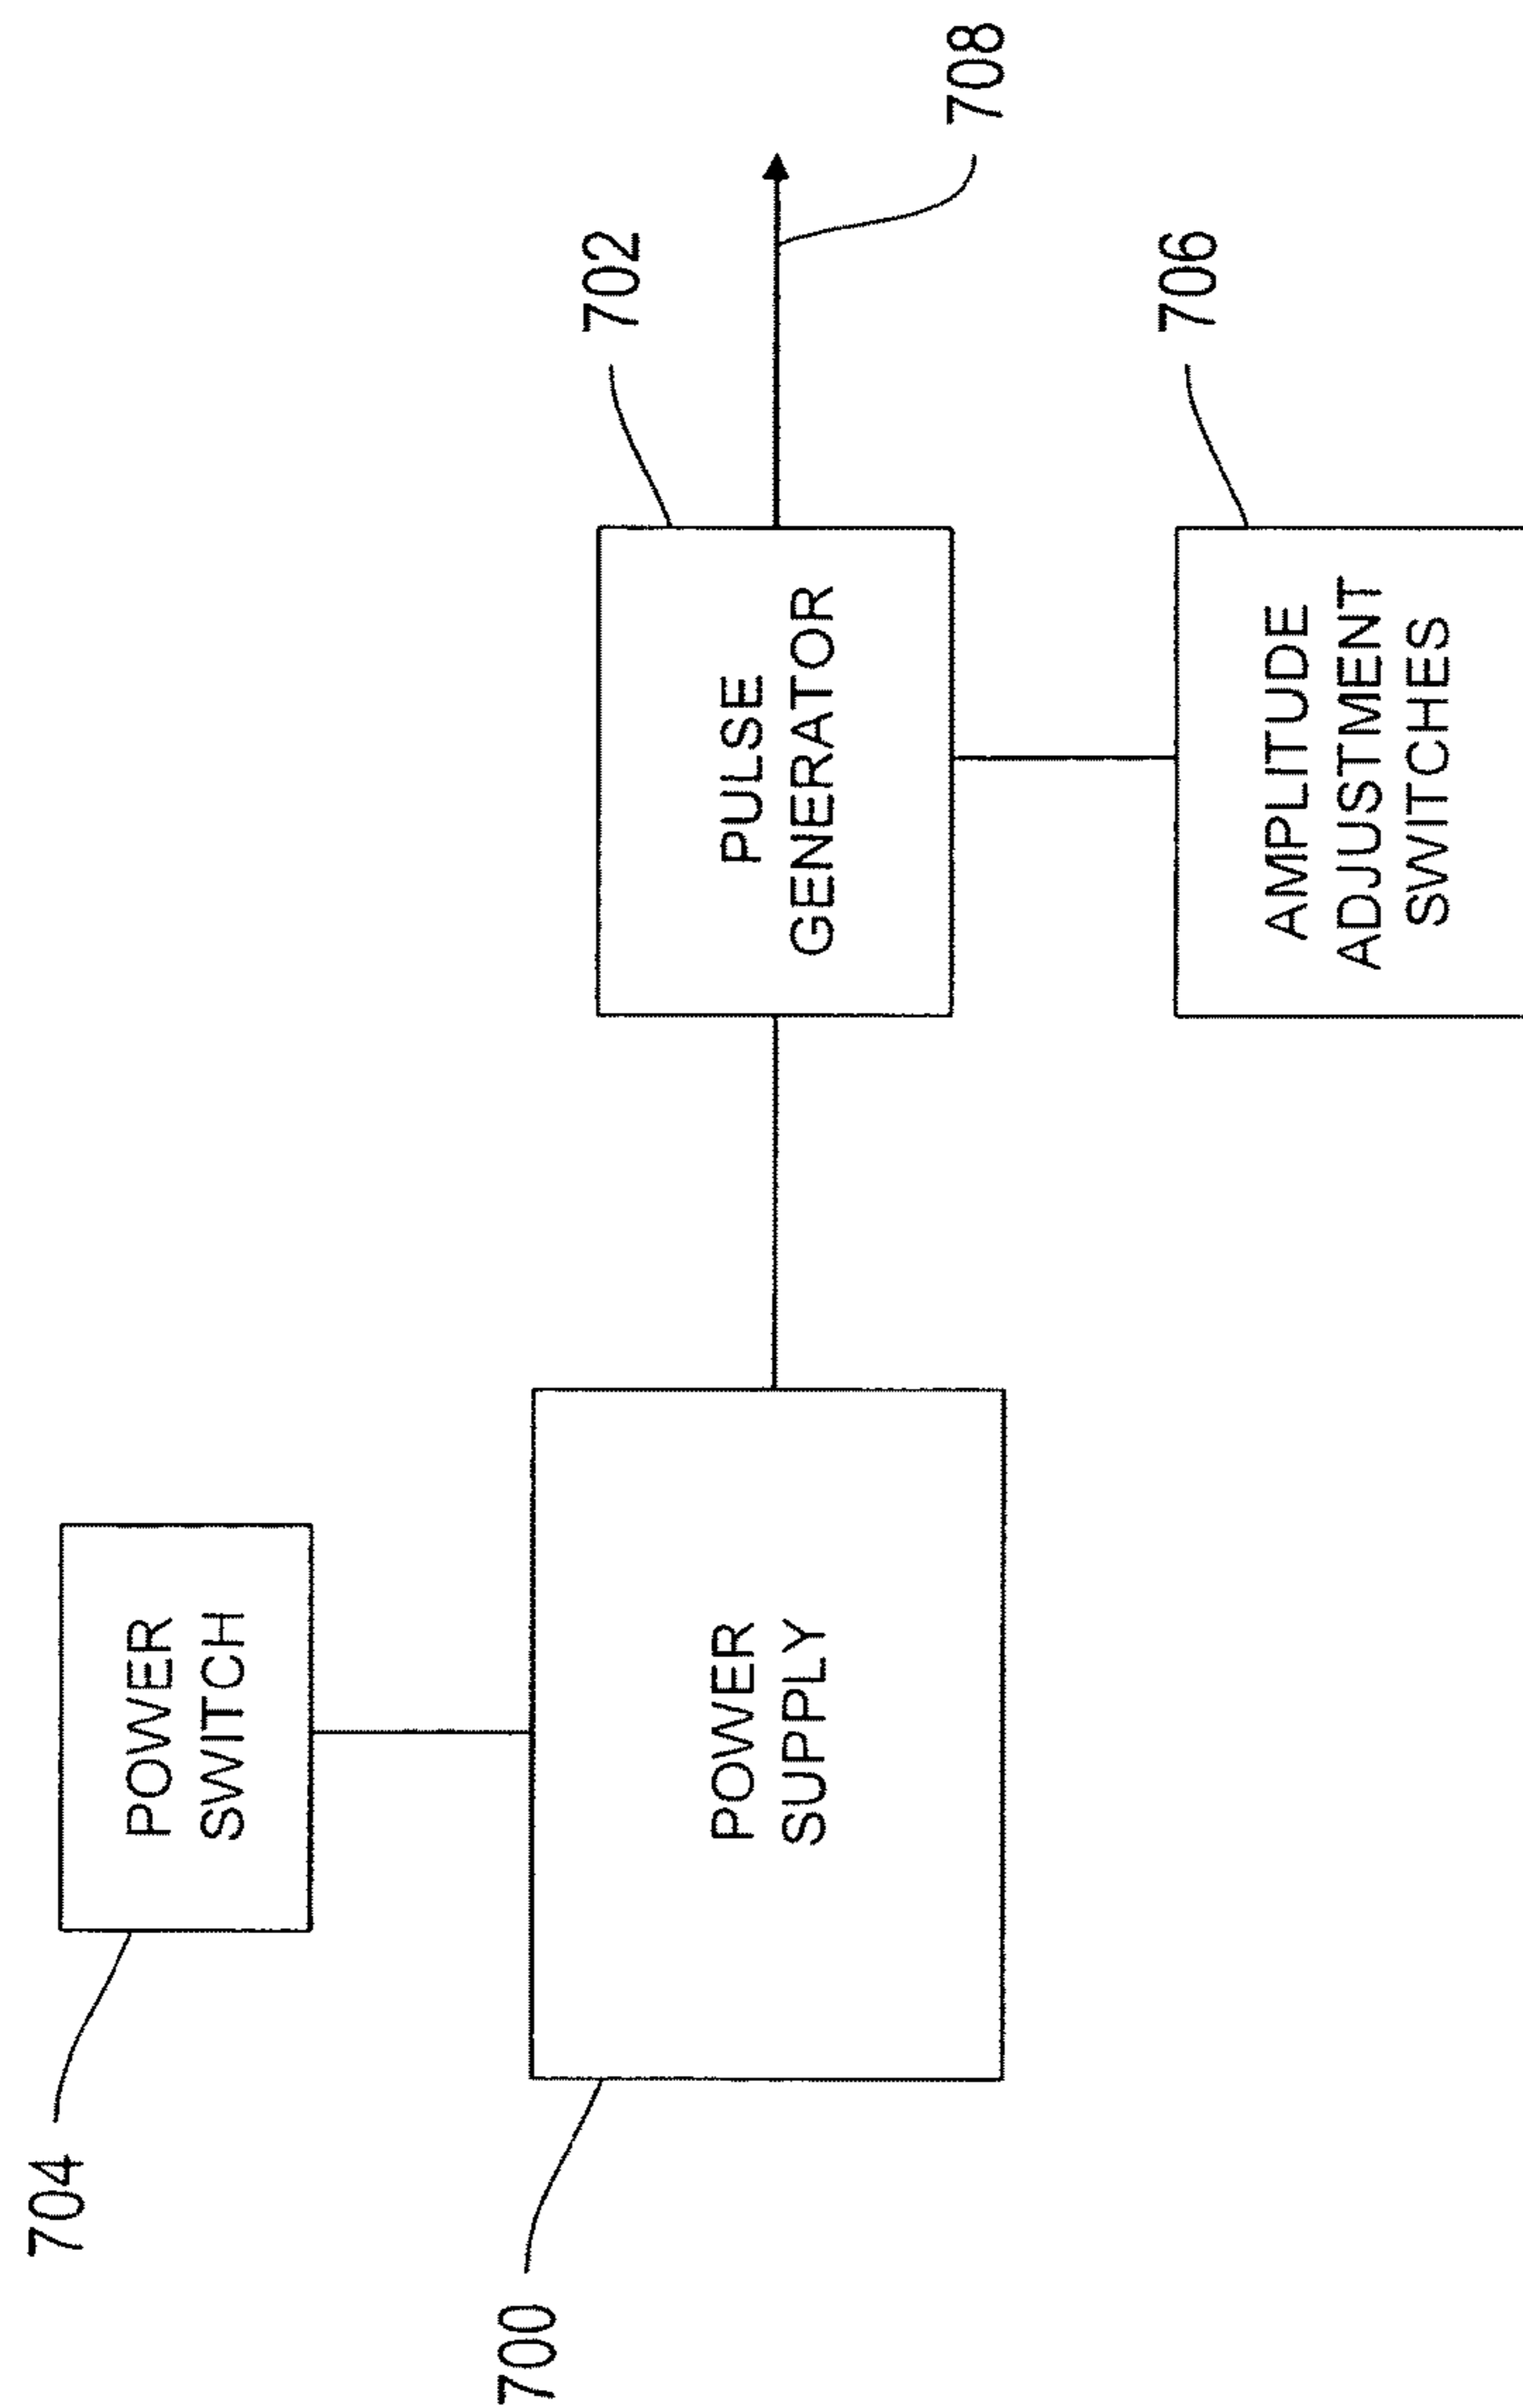 704
POWER
SWITCH
700
POWER
SUPPLY
702
PULSE
GENERATOR
708
706
AMPLITUDE
ADJUSTMENT
SWITCHES